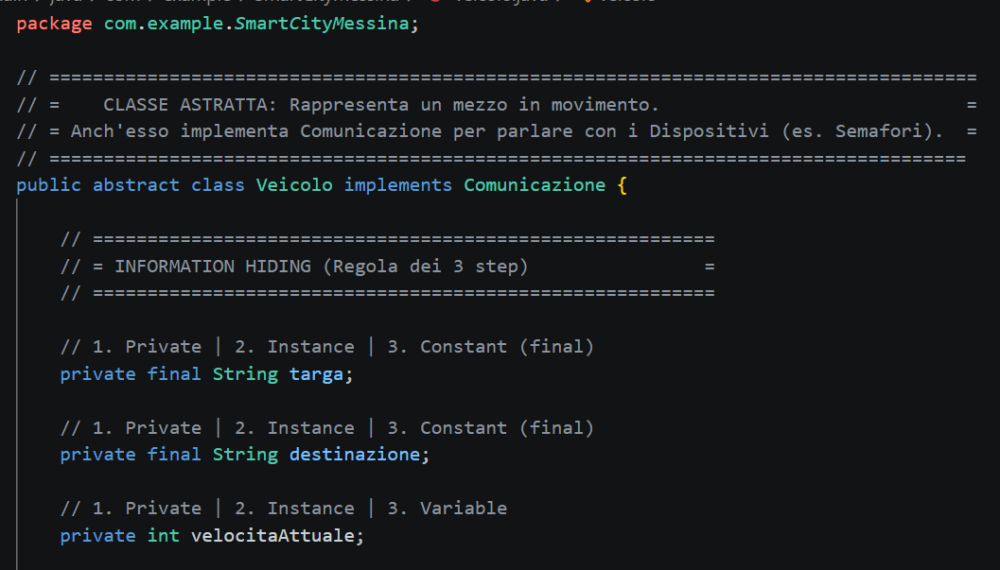 package com.example.SmartCityMessina;
// =====================================================================================
// =    CLASSE ASTRATTA: Rappresenta un mezzo in movimento.                            =
// = Anch'esso implementa Comunicazione per parlare con i Dispositivi (es. Semafori).  =
// ====================================================================================
public abstract class Veicolo implements Comunicazione {
// =========================================================
// = INFORMATION HIDING (Regola dei 3 step)                =
// =========================================================
// 1. Private | 2. Instance | 3. Constant (final)
private final String targa;
// 1. Private | 2. Instance | 3. Constant (final)
private final String destinazione;
// 1. Private | 2. Instance | 3. Variable
private int velocitaAttuale;